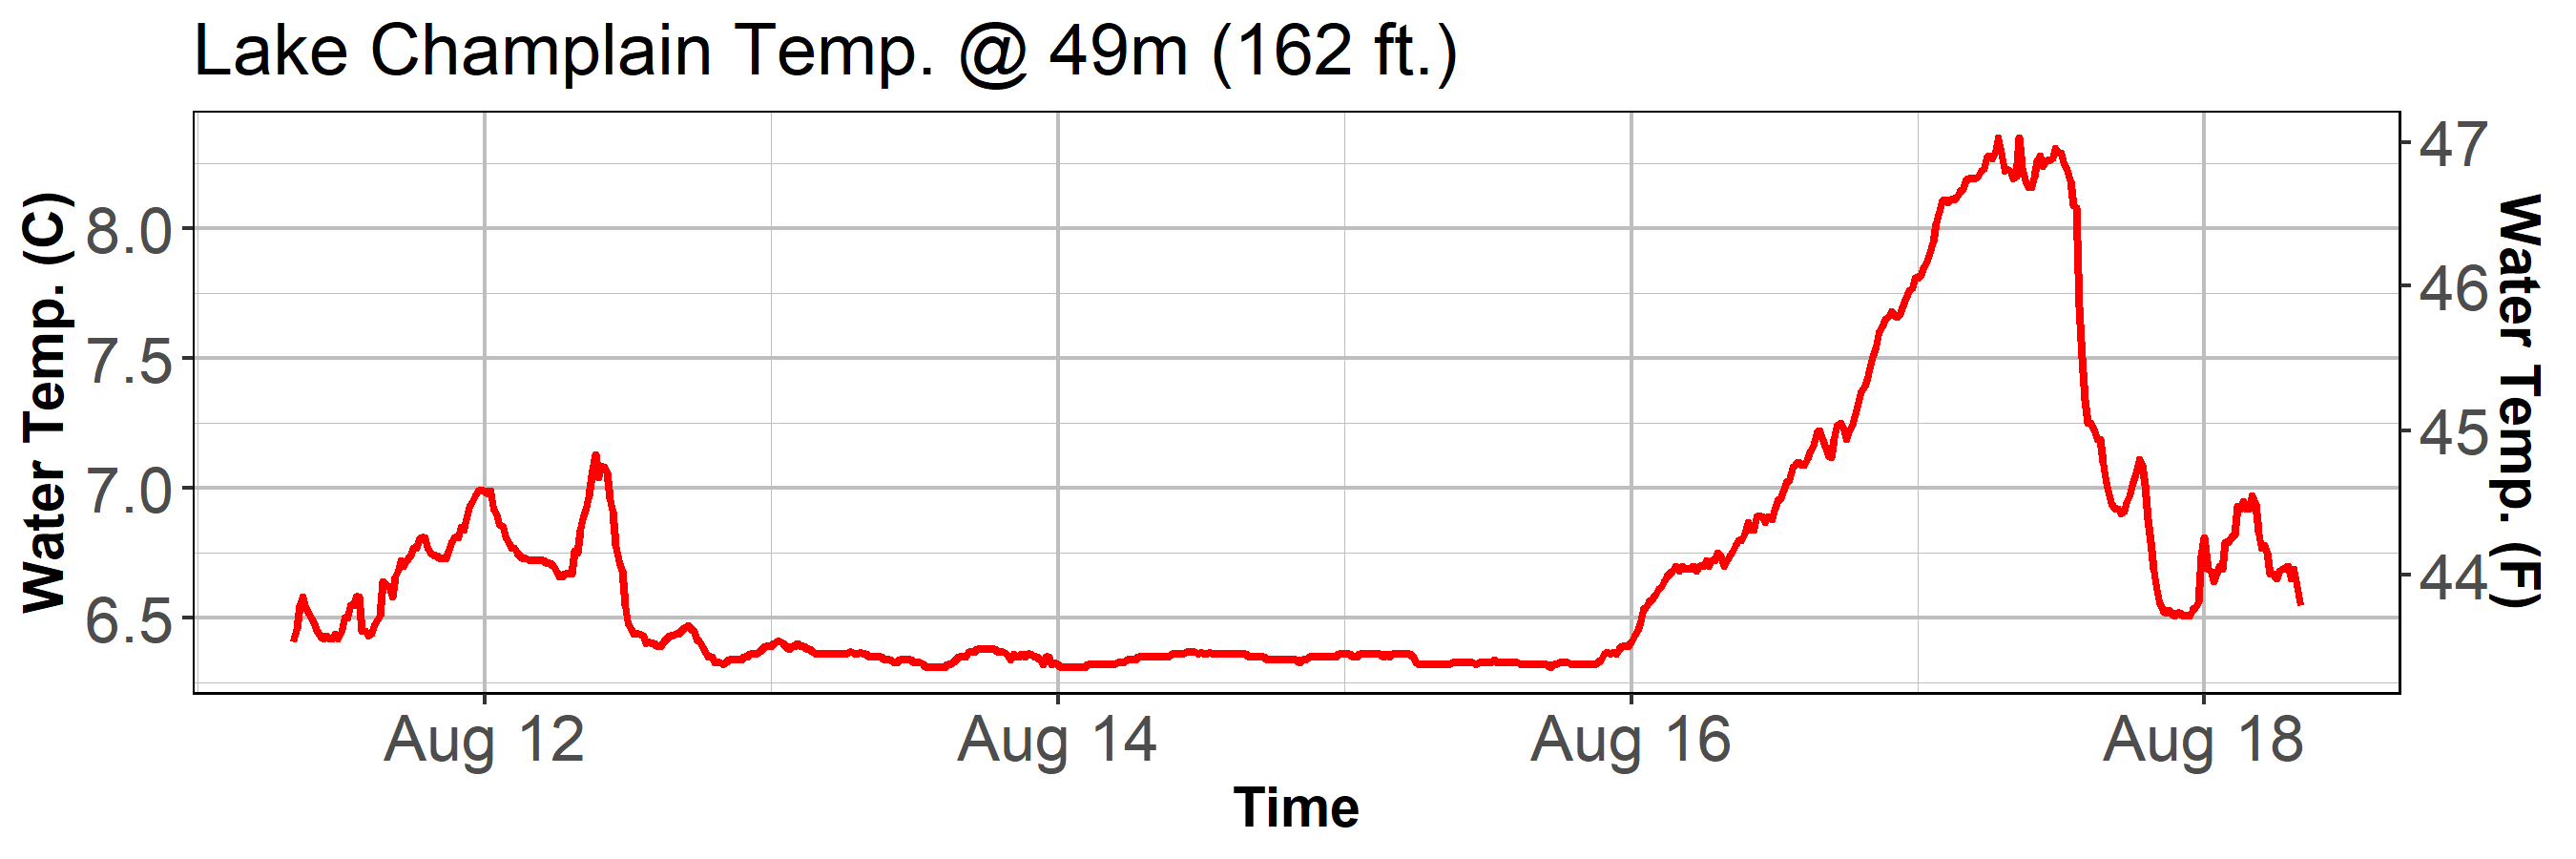 Lake Champlain Temp. @ 49m (162 ft.)
Water Temp. (C)
8.0
7.5
7.0
6.5
47
46
45
44
Water Temp. (F)
Aug 12
Aug 14
Aug 16
Aug 18
Time